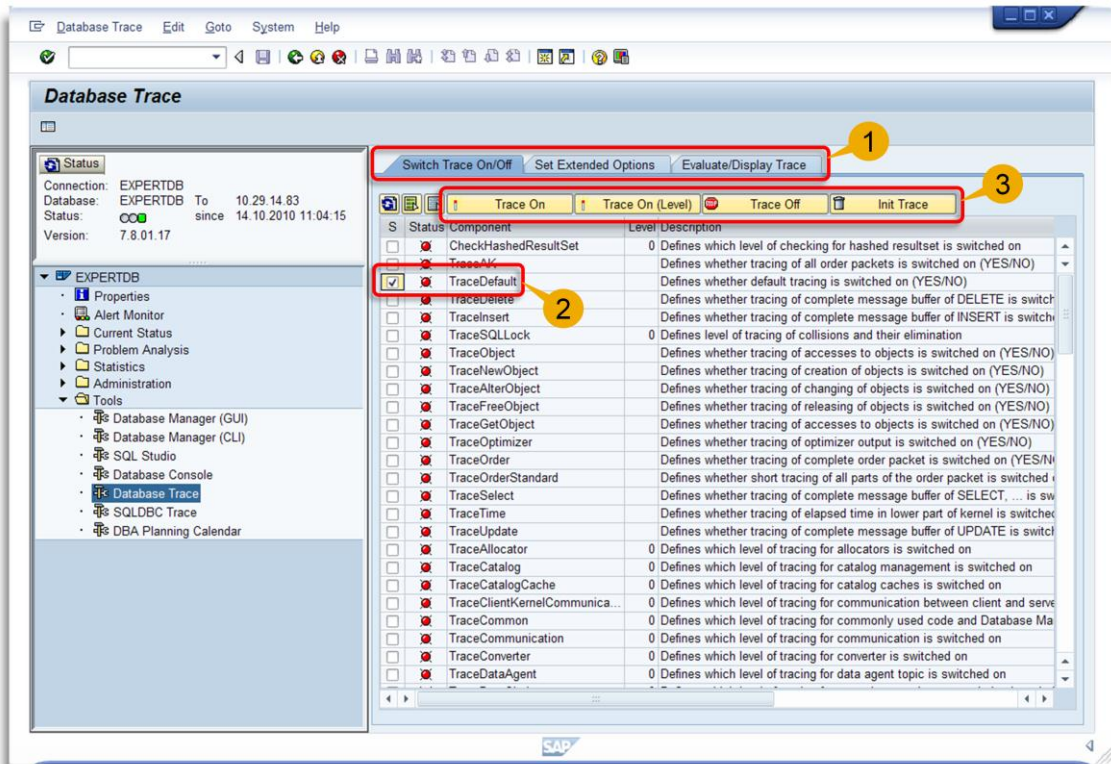 Database Trace Edit Goto System Help
Database Trace
1
Status
Connection: EXPERTDB
Database: EXPERTDB To 10.29.14.83
Status: since 14.10.2010 11:04:15
Version: 7.8.01.17
EXPERTDB
Properties
Alert Monitor
Current Status
Problem Analysis
Statistics
Administration
Tools
Database Manager (GUI)
Database Manager (CLI)
SQL Studio
Database Console
Database Trace
SQLDBC Trace
DBA Planning Calendar
Switch Trace On/Off Set Extended Options Evaluate/Display Trace
3
Trace On Trace On (Level) Trace Off Init Trace
S Status Component Level Description
CheckHashedResultSet 0 Defines which level of checking for hashed resultset is switched on
TraceAK Defines whether tracing of all order packets is switched on (YES/NO)
TraceDefault Defines whether default tracing is switched on (YES/NO)
2
TraceDelete Defines whether tracing of complete message buffer of DELETE is switch
TraceInsert Defines whether tracing of complete message buffer of INSERT is switche
TraceSQLLock 0 Defines level of tracing of collisions and their elimination
TraceObject Defines whether tracing of accesses to objects is switched on (YES/NO)
TraceNewObject Defines whether tracing of creation of objects is switched on (YES/NO)
TraceAlterObject Defines whether tracing of changing of objects is switched on (YES/NO)
TraceFreeObject Defines whether tracing of releasing of objects is switched on (YES/NO)
TraceGetObject Defines whether tracing of accesses to objects is switched on (YES/NO)
TraceOptimizer Defines whether tracing of optimizer output is switched on (YES/NO)
TraceOrder Defines whether tracing of complete order packet is switched on (YES/N
TraceOrderStandard Defines whether short tracing of all parts of the order packet is switched
TraceSelect Defines whether tracing of complete message buffer of SELECT, ... is sw
TraceTime Defines whether tracing of elapsed time in lower part of kernel is switched
TraceUpdate Defines whether tracing of complete message buffer of UPDATE is switch
TraceAllocator 0 Defines which level of tracing for allocators is switched on
TraceCatalog 0 Defines which level of tracing for catalog management is switched on
TraceCatalogCache 0 Defines which level of tracing for catalog caches is switched on
TraceClientKernelCommunica... 0 Defines which level of tracing for communication between client and serve
TraceCommon 0 Defines which level of tracing for commonly used code and Database Ma
TraceCommunication 0 Defines which level of tracing for communication is switched on
TraceConverter 0 Defines which level of tracing for converter is switched on
TraceDataAgent 0 Defines which level of tracing for data agent topic is switched on
SAP